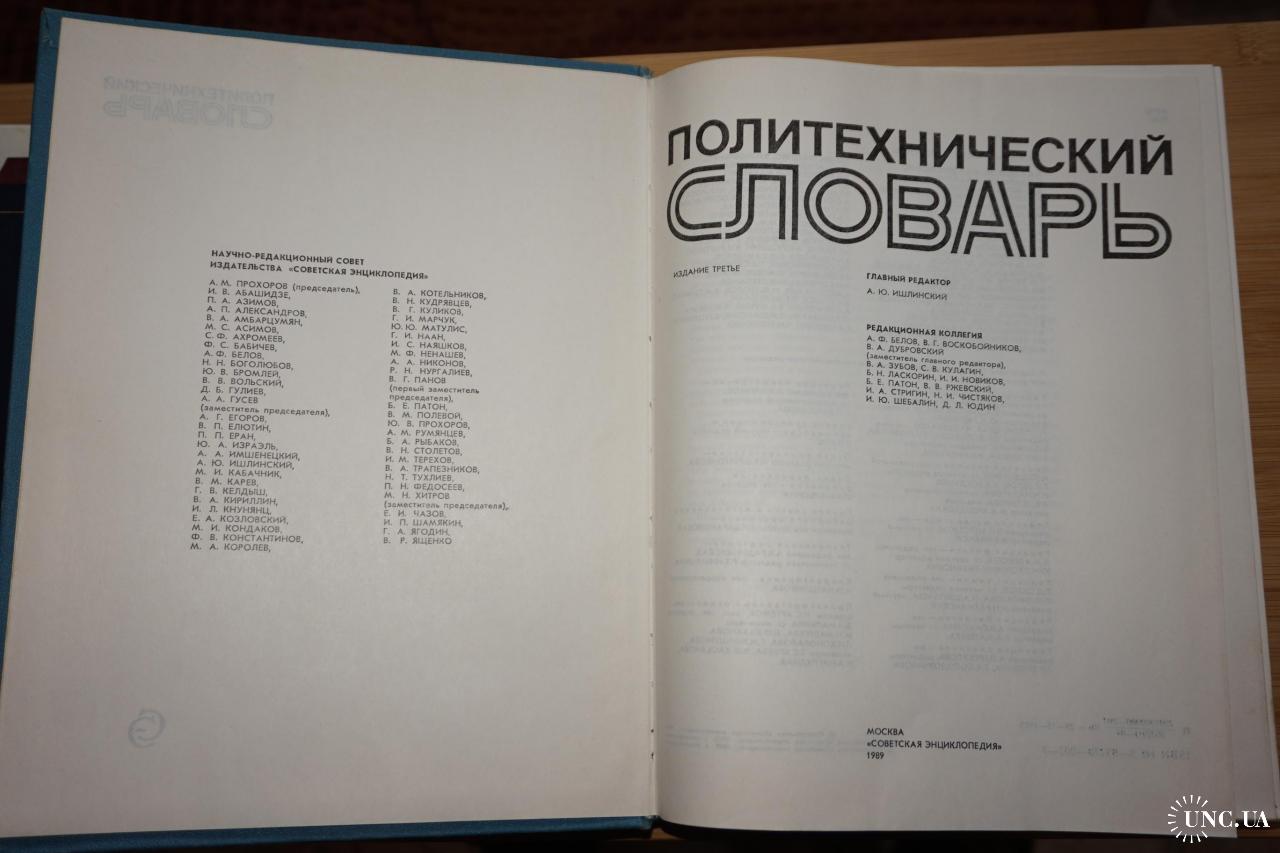 НАУЧНО-РЕДАКЦИОННЫЙ СОВЕТ
ИЗДАТЕЛЬСТВА «СОВЕТСКАЯ ЭНЦИКЛОПЕДИЯ»
А. М. ПРОХОРОВ (председатель),
И. В. АБАШИДЗЕ,
П. А. АЗИМОВ,
А. П. АЛЕКСАНДРОВ,
В. А. АМБАРЦУМЯН,
М. С. АСИМОВ,
С. Ф. АХРОМЕЕВ,
Ф. С. БАБИЧЕВ,
А. Ф. БЕЛОВ,
Н. Н. БОГОЛЮБОВ,
Ю. В. БРОМЛЕЙ,
В. В. ВОЛЬСКИЙ,
Д. Б. ГУЛИЕВ,
А. А. ГУСЕВ
(заместитель председателя),
А. Г. ЕГОРОВ,
В. П. ЕЛЮТИН,
П. П. ЕРАН,
Ю. А. ИЗРАЭЛЬ,
А. А. ИМШЕНЕЦКИЙ,
А. Ю. ИШЛИНСКИЙ,
М. И. КАБАЧНИК,
В. М. КАРЕВ,
Г. В. КЕЛДЫШ,
В. А. КИРИЛЛИН,
И. Л. КНУНЯНЦ,
Е. А. КОЗЛОВСКИЙ,
М. И. КОНДАКОВ,
Ф. В. КОНСТАНТИНОВ,
М. А. КОРОЛЕВ,
В. А. КОТЕЛЬНИКОВ,
В. Н. КУДРЯВЦЕВ,
В. Г. КУЛИКОВ,
Г. И. МАРЧУК,
Ю. Ю. МАТУЛИС,
Г. И. НААН,
И. С. НАЯШКОВ,
М. Ф. НЕНАШЕВ,
А. А. НИКОНОВ,
Р. Н. НУРГАЛИЕВ,
В. Г. ПАНОВ
(первый заместитель
председателя),
Б. Е. ПАТОН,
В. М. ПОЛЕВОЙ,
Ю. В. ПРОХОРОВ,
А. М. РУМЯНЦЕВ,
Б. А. РЫБАКОВ,
В. Н. СТОЛЕТОВ,
И. М. ТЕРЕХОВ,
В. А. ТРАПЕЗНИКОВ,
Н. Т. ТУХЛИЕВ,
П. Н. ФЕДОСЕЕВ,
М. Н. ХИТРОВ
(заместитель председателя),
Е. И. ЧАЗОВ,
И. П. ШАМЯКИН,
Г. А. ЯГОДИН,
В. Р. ЯЩЕНКО
ПОЛИТЕХНИЧЕСКИЙ
СЛОВАРЬ
ИЗДАНИЕ ТРЕТЬЕ
ГЛАВНЫЙ РЕДАКТОР
А. Ю. ИШЛИНСКИЙ
РЕДАКЦИОННАЯ КОЛЛЕГИЯ
А. Ф. БЕЛОВ, В. Г. ВОСКОБОЙНИКОВ,
В. А. ДУБРОВСКИЙ
(заместитель главного редактора),
В. А. ЗУБОВ, С. В. КУЛАГИН,
Б. Н. ЛАСКОРИН, И. И. НОВИКОВ,
Б. Е. ПАТОН, В. В. РЖЕВСКИЙ,
И. А. СТРИГИН, Н. И. ЧИСТЯКОВ,
И. Ю. ШЕБАЛИН, Д. Л. ЮДИН
МОСКВА
«СОВЕТСКАЯ ЭНЦИКЛОПЕДИЯ»
1989
UNC.UA